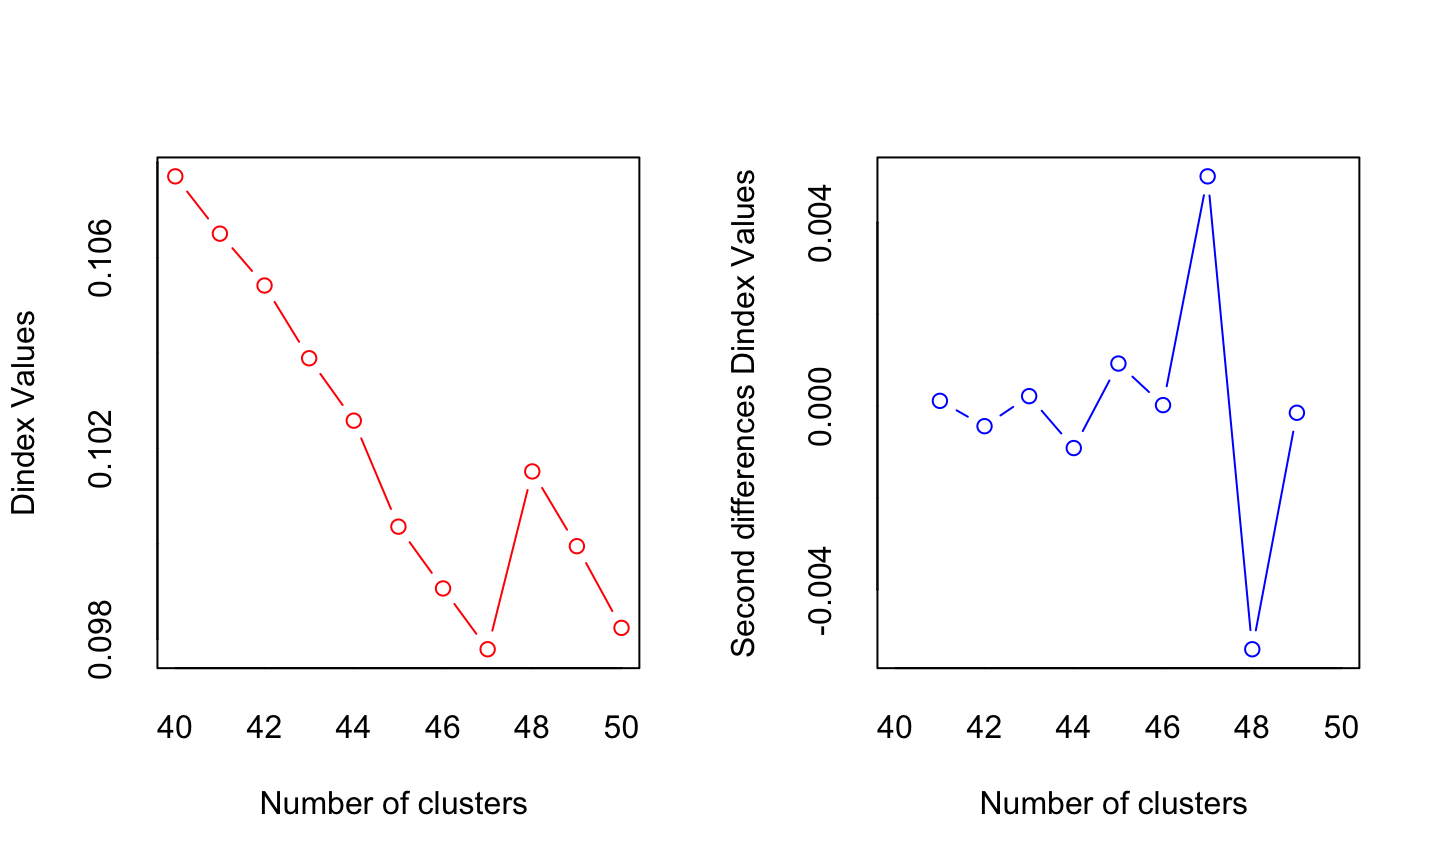 Dindex Values
0.106
0.102
0.098
40 42 44 46 48 50
Number of clusters
Second differences Dindex Values
0.004
0.000
-0.004
40 42 44 46 48 50
Number of clusters